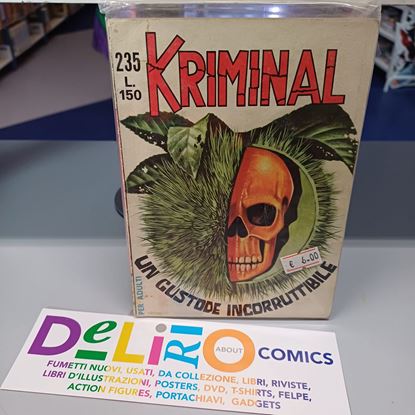 235
L.
150
KRIMINAL
€ 6.00
UN GUSTODE INCORRUTTIBILE
PER ADULTI
DeLiRiO ABOUT COMICS
FUMETTI NUOVI, USATI, DA COLLEZIONE, LIBRI, RIVISTE,
LIBRI D'ILLUSTRAZIONI, POSTERS, DVD, T-SHIRTS, FELPE,
ACTION FIGURES, PORTACHIAVI, GADGETS